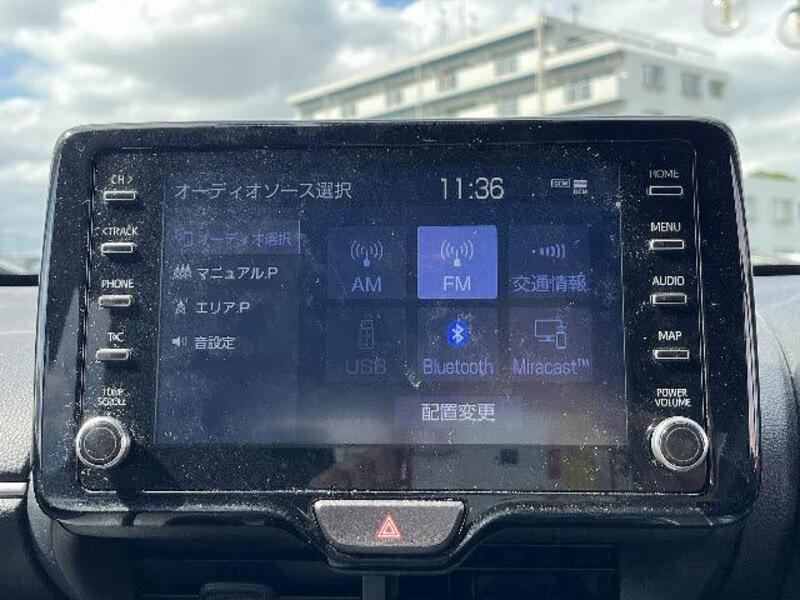 CH >
< TRACK
PHONE
T/C
TUNE
SCROLL
オーディオソース選択
11:36
DCM
オーディオ選択
マニュアル.P
エリア.P
音設定
AM
FM
交通情報
USB
Bluetooth
Miracast™
配置変更
HOME
MENU
AUDIO
MAP
POWER
VOLUME